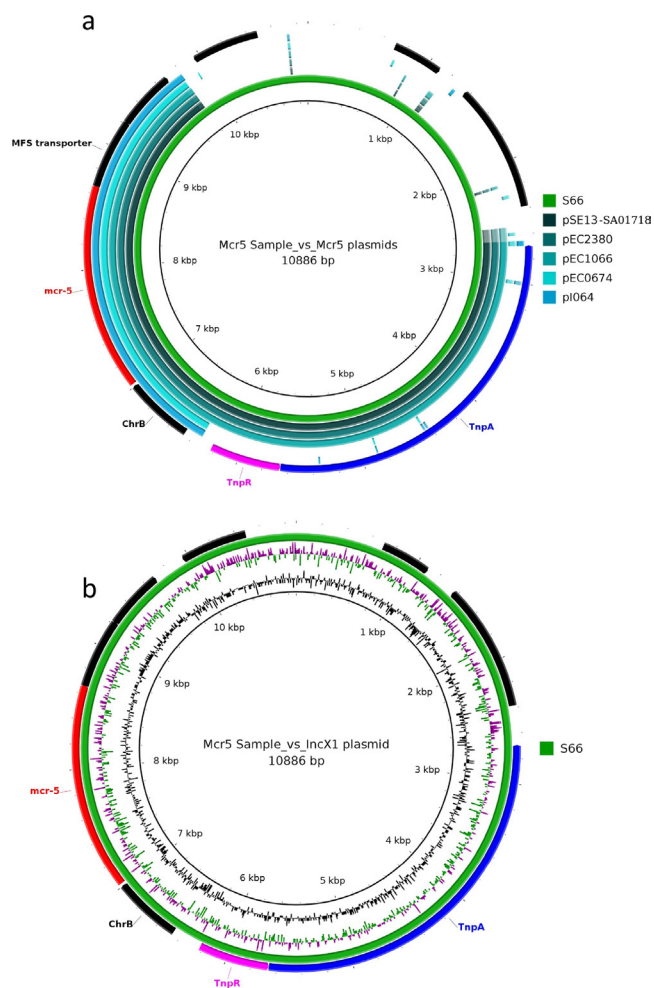 a
10 kbp
1 kbp
MFS transporter
9 kbp
2 kbp
S66
pSE13-SA01718
Mcr5 Sample_vs_Mcr5 plasmids
pEC2380
10886 bp
8 kbp
3 kbp
pEC1066
pEC0674
mcr-5
pI064
7 kbp
4 kbp
6 kbp
5 kbp
ChrB
TnpA
TnpR
b
10 kbp
1 kbp
9 kbp
2 kbp
Mcr5 Sample_vs_IncX1 plasmid
S66
10886 bp
8 kbp
3 kbp
mcr-5
7 kbp
4 kbp
6 kbp
5 kbp
ChrB
TnpA
TnpR